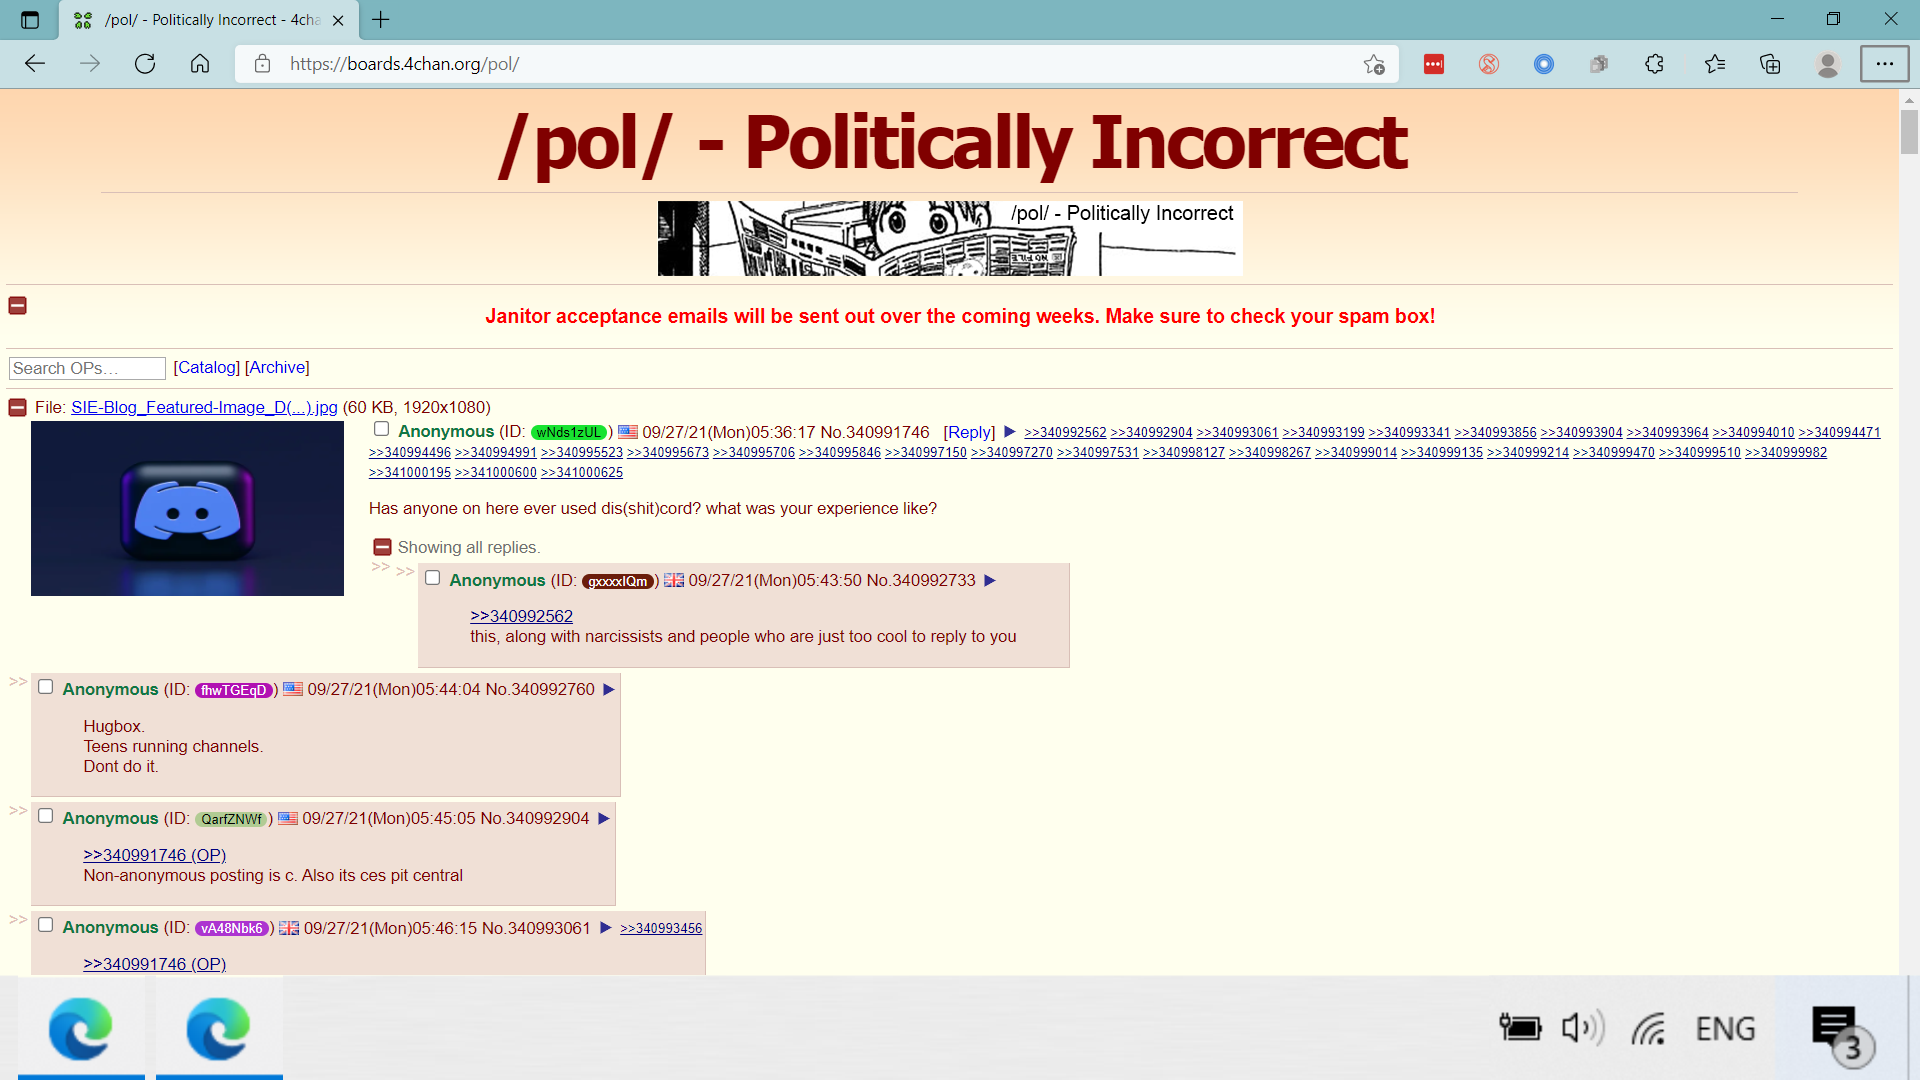 /pol/ - Politically Incorrect - 4cha
https://boards.4chan.org/pol/
/pol/ - Politically Incorrect
/pol/ - Politically Incorrect
Janitor acceptance emails will be sent out over the coming weeks. Make sure to check your spam box!
Search OPs… [Catalog] [Archive]
File: SIE-Blog_Featured-Image_D(...).jpg (60 KB, 1920x1080)
Anonymous (ID: wNds1zUL) 09/27/21(Mon)05:36:17 No.340991746 [Reply] ▶ >>340992562 >>340992904 >>340993061 >>340993199 >>340993341 >>340993856 >>340993904 >>340993964 >>340994010 >>340994471
>>340994496 >>340994991 >>340995523 >>340995673 >>340995706 >>340995846 >>340997150 >>340997270 >>340997531 >>340998127 >>340998267 >>340999014 >>340999135 >>340999214 >>340999470 >>340999510 >>340999982
>>341000195 >>341000600 >>341000625
Has anyone on here ever used dis(shit)cord? what was your experience like?
Showing all replies.
>> >> Anonymous (ID: gxxxxIQm) 09/27/21(Mon)05:43:50 No.340992733 ▶
>>340992562
this, along with narcissists and people who are just too cool to reply to you
>> Anonymous (ID: fhwTGEqD) 09/27/21(Mon)05:44:04 No.340992760 ▶
Hugbox.
Teens running channels.
Dont do it.
>> Anonymous (ID: QarfZNWf) 09/27/21(Mon)05:45:05 No.340992904 ▶
>>340991746 (OP)
Non-anonymous posting is c. Also its ces pit central
>> Anonymous (ID: vA48Nbk6) 09/27/21(Mon)05:46:15 No.340993061 ▶ >>340993456
>>340991746 (OP)
ENG
3